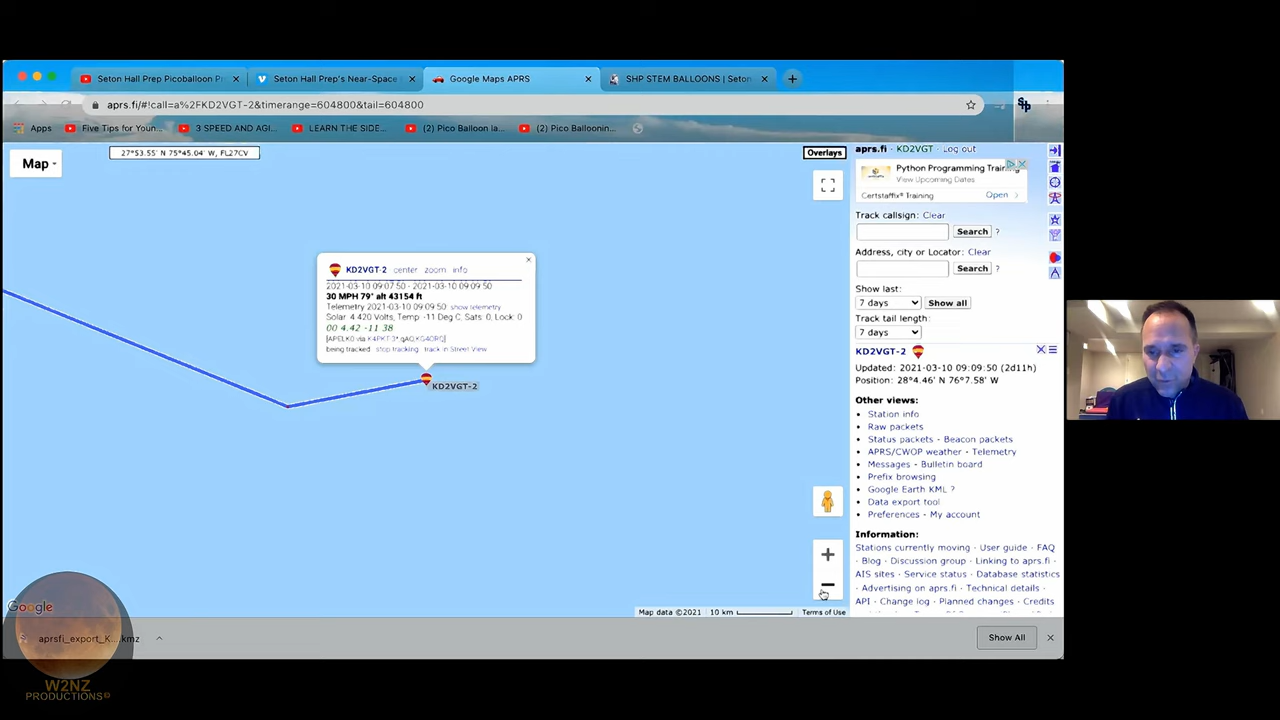 Seton Hall Prep Picoballoon P
Seton Hall Prep's Near-Space
Google Maps APRS
SHP STEM BALLOONS | Seton
aprs.fi/#!call=a%2FKD2VGT-2&timerange=604800&tail=604800
Apps
Five Tips for Youn...
3 SPEED AND AGI...
LEARN THE SIDE...
(2) Pico Balloon la...
(2) Pico Ballooning...
Map
27°53.55' N 75°45.04' W, FL27CV
Overlays
KD2VGT-2 center zoom info
2021-03-10 09:07:50 - 2021-03-10 09:09:50
30 MPH 79° alt 43154 ft
Telemetry 2021-03-10 09:09:50 show telemetry
Solar: 4.420 Volts, Temp: -11 Deg C, Sats: 0, Lock: 0
00 4.42 -11 38
being tracked stop tracking track in Street View
KD2VGT-2
aprs.fi · KD2VGT · Log out
Python Programming Training
View Upcoming Dates
Certstaffix® Training
Open
Track callsign: Clear
Search ?
Address, city or Locator: Clear
Search ?
Show last:
7 days Show all
Track tail length:
7 days
KD2VGT-2
Updated: 2021-03-10 09:09:50 (2d11h)
Position: 28°4.46' N 76°7.58' W
Other views:
• Station info
• Raw packets
• Status packets · Beacon packets
• APRS/CWOP weather · Telemetry
• Messages · Bulletin board
• Prefix browsing
• Google Earth KML ?
• Data export tool
• Preferences · My account
Information:
Stations currently moving · User guide · FAQ
· Blog · Discussion group · Linking to aprs.fi ·
AIS sites · Service status · Database statistics
· Advertising on aprs.fi · Technical details ·
API · Change log · Planned changes · Credits
Google
Map data ©2021 10 km Terms of Use
aprsfi_export_K....kmz
Show All
W2NZ
PRODUCTIONS©